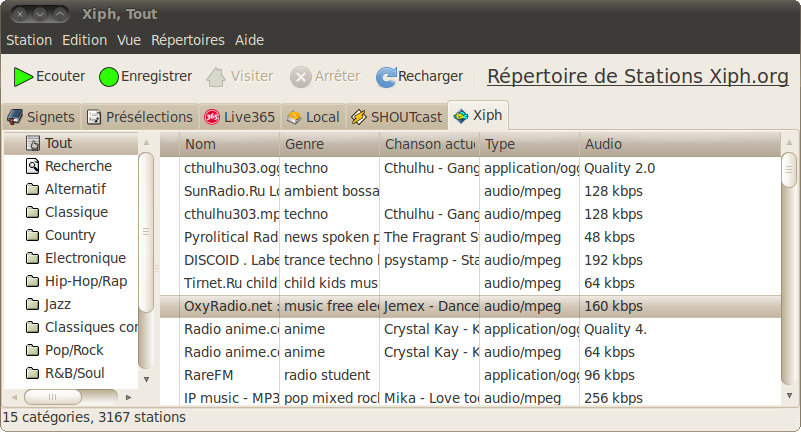 Xiph, Tout
Station Edition Vue Répertoires Aide
Ecouter Enregistrer Visiter Arrêter Recharger Répertoire de Stations Xiph.org
Signets Présélections Live365 Local SHOUTcast Xiph
Tout
Recherche
Alternatif
Classique
Country
Electronique
Hip-Hop/Rap
Jazz
Classiques con
Pop/Rock
R&B/Soul
Nom Genre Chanson actue Type Audio
cthulhu303.ogg techno Cthulhu - Gang application/ogg Quality 2.0
SunRadio.Ru Lo ambient bossa audio/mpeg 128 kbps
cthulhu303.mp techno Cthulhu - Gang audio/mpeg 128 kbps
Pyrolitical Rad news spoken p The Fragrant St audio/mpeg 48 kbps
DISCOID . Labe trance techno psystamp - Sta audio/mpeg 192 kbps
Tirnet.Ru child child kids musi audio/mpeg 64 kbps
OxyRadio.net : music free elec Jemex - Dance audio/mpeg 160 kbps
Radio anime.co anime Crystal Kay - K application/ogg Quality 4.
Radio anime.co anime Crystal Kay - K audio/mpeg 64 kbps
RareFM radio student application/ogg 96 kbps
IP music - MP3 pop mixed rock Mika - Love too audio/mpeg 256 kbps
15 catégories, 3167 stations